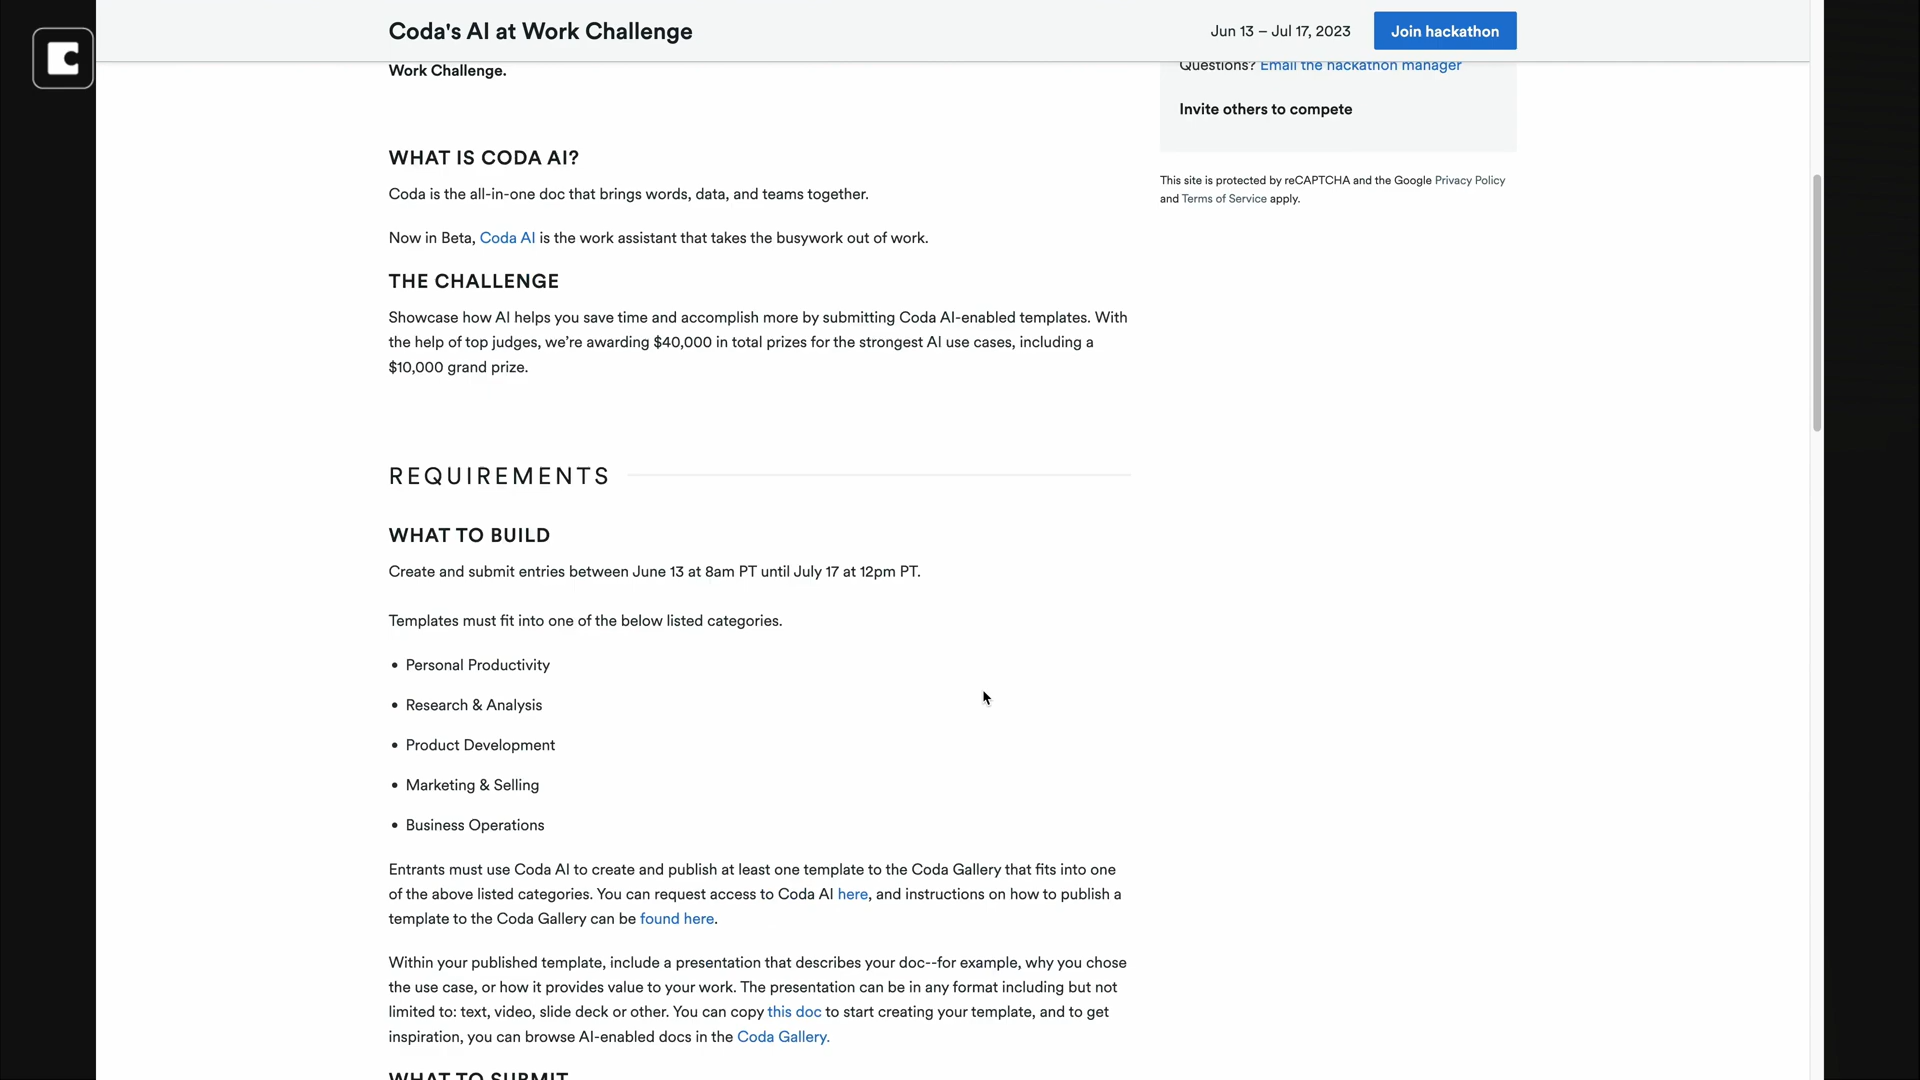 Coda's AI at Work Challenge
Jun 13 – Jul 17, 2023
Join hackathon
Work Challenge.
Questions? Email the hackathon manager
Invite others to compete
This site is protected by reCAPTCHA and the Google Privacy Policy
and Terms of Service apply.
WHAT IS CODA AI?
Coda is the all-in-one doc that brings words, data, and teams together.
Now in Beta, Coda AI is the work assistant that takes the busywork out of work.
THE CHALLENGE
Showcase how AI helps you save time and accomplish more by submitting Coda AI-enabled templates. With
the help of top judges, we’re awarding $40,000 in total prizes for the strongest AI use cases, including a
$10,000 grand prize.
REQUIREMENTS
WHAT TO BUILD
Create and submit entries between June 13 at 8am PT until July 17 at 12pm PT.
Templates must fit into one of the below listed categories.
• Personal Productivity
• Research & Analysis
• Product Development
• Marketing & Selling
• Business Operations
Entrants must use Coda AI to create and publish at least one template to the Coda Gallery that fits into one
of the above listed categories. You can request access to Coda AI here, and instructions on how to publish a
template to the Coda Gallery can be found here.
Within your published template, include a presentation that describes your doc--for example, why you chose
the use case, or how it provides value to your work. The presentation can be in any format including but not
limited to: text, video, slide deck or other. You can copy this doc to start creating your template, and to get
inspiration, you can browse AI-enabled docs in the Coda Gallery.
WHAT TO SUBMIT